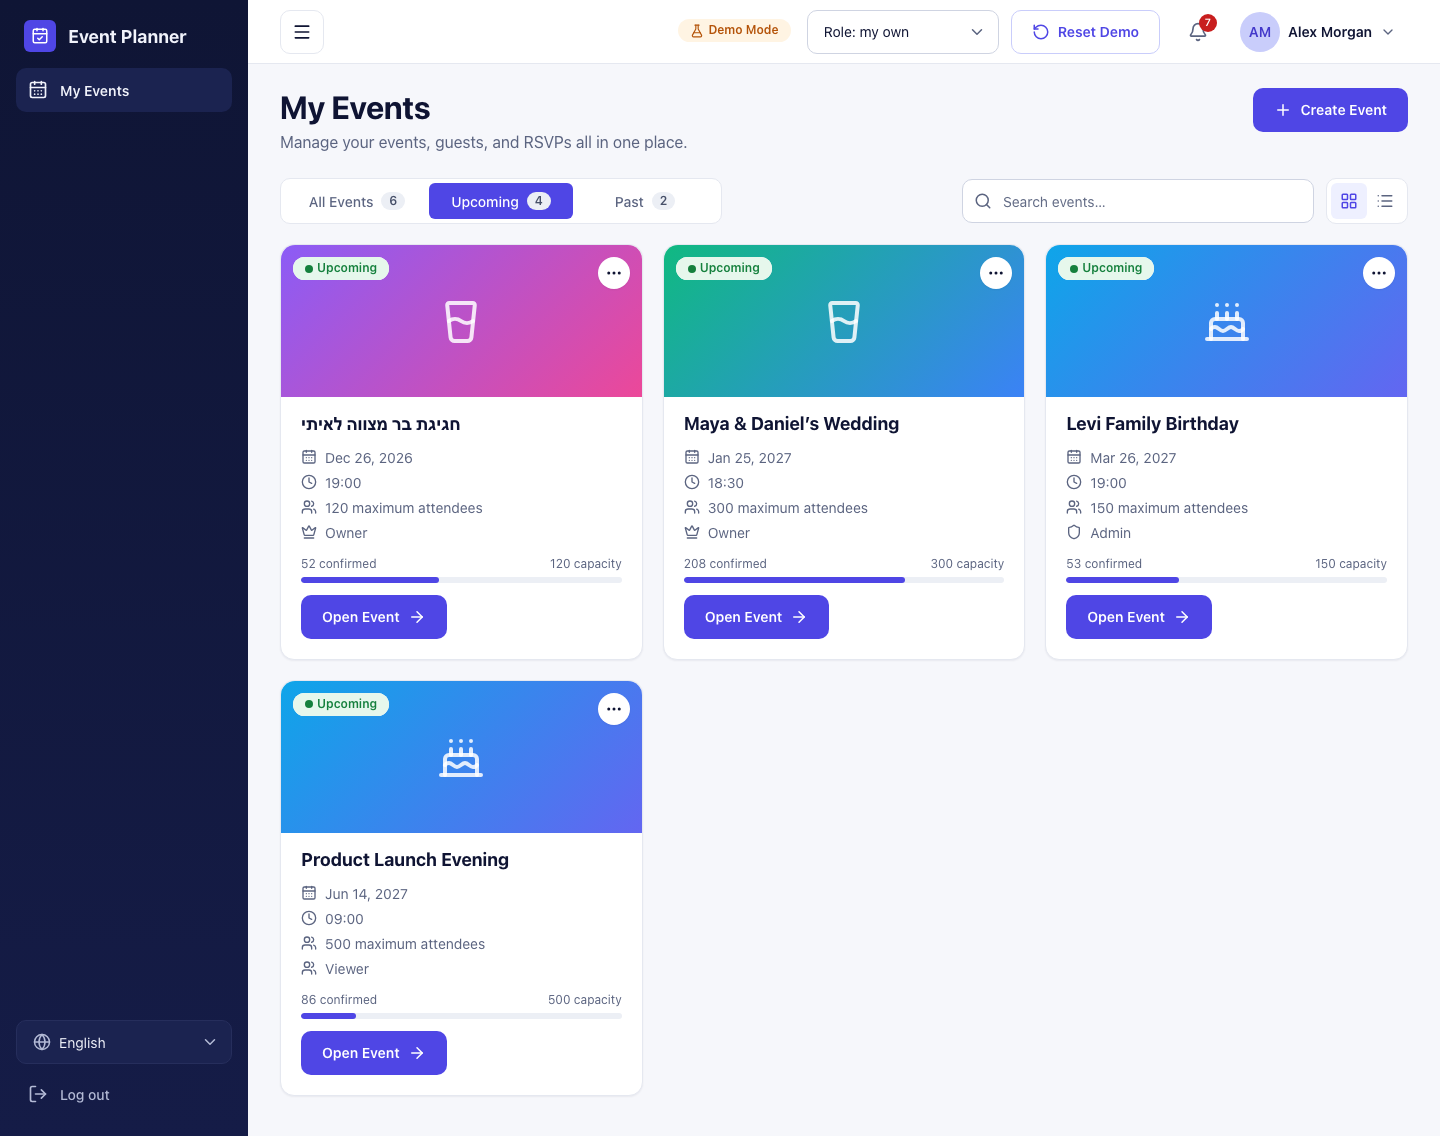 Event Planner
My Events
English
Log out
Demo Mode
Role: my own
Reset Demo
7
AM
Alex Morgan
My Events
Manage your events, guests, and RSVPs all in one place.
Create Event
All Events 6
Upcoming 4
Past 2
Search events...
Upcoming
חגיגת בר מצווה לאיתי
Dec 26, 2026
19:00
120 maximum attendees
Owner
52 confirmed
120 capacity
Open Event
Upcoming
Maya & Daniel's Wedding
Jan 25, 2027
18:30
300 maximum attendees
Owner
208 confirmed
300 capacity
Open Event
Upcoming
Levi Family Birthday
Mar 26, 2027
19:00
150 maximum attendees
Admin
53 confirmed
150 capacity
Open Event
Upcoming
Product Launch Evening
Jun 14, 2027
09:00
500 maximum attendees
Viewer
86 confirmed
500 capacity
Open Event